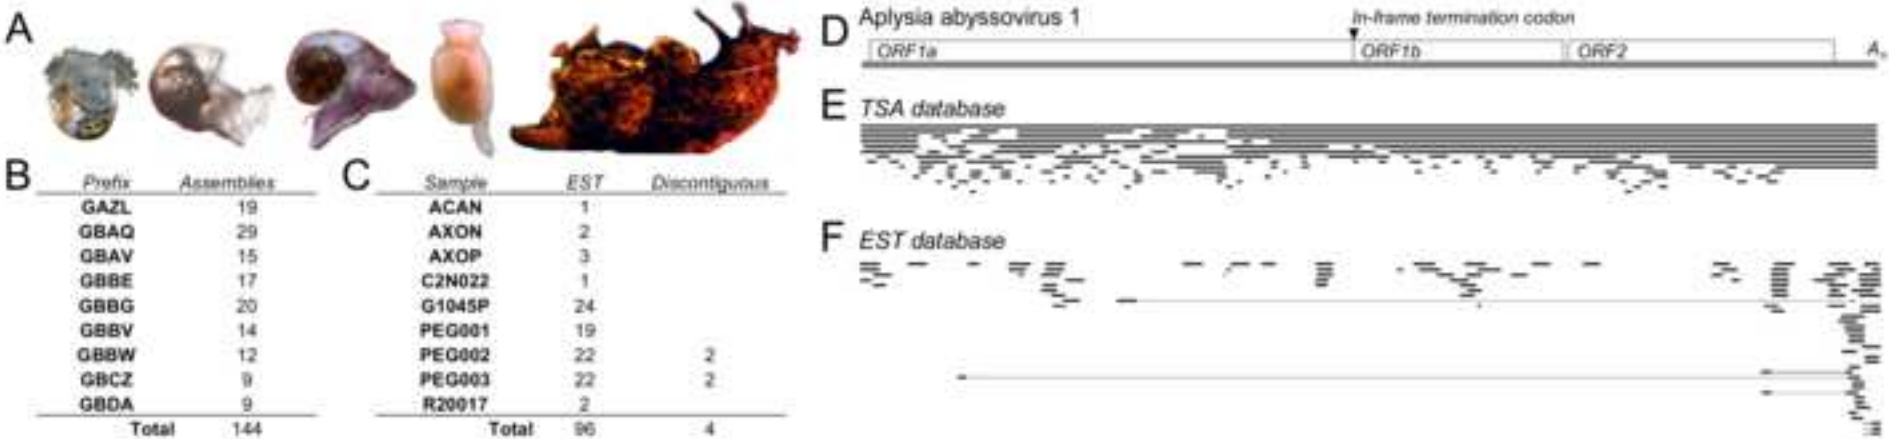 A
B
Prefix Assemblies
GAZL 19
GBAQ 29
GBAV 15
GBBE 17
GBBG 20
GBBV 14
GBBW 12
GBCZ 9
GBDA 9
Total 144
C
Sample EST Discontiguous
ACAN 1
AXON 2
AXOP 3
C2N022 1
G1045P 24
PEG001 19
PEG002 22 2
PEG003 22 2
R20017 2
Total 96 4
D Aplysia abyssovirus 1
In-frame termination codon
ORF1a ORF1b ORF2
E TSA database
F EST database